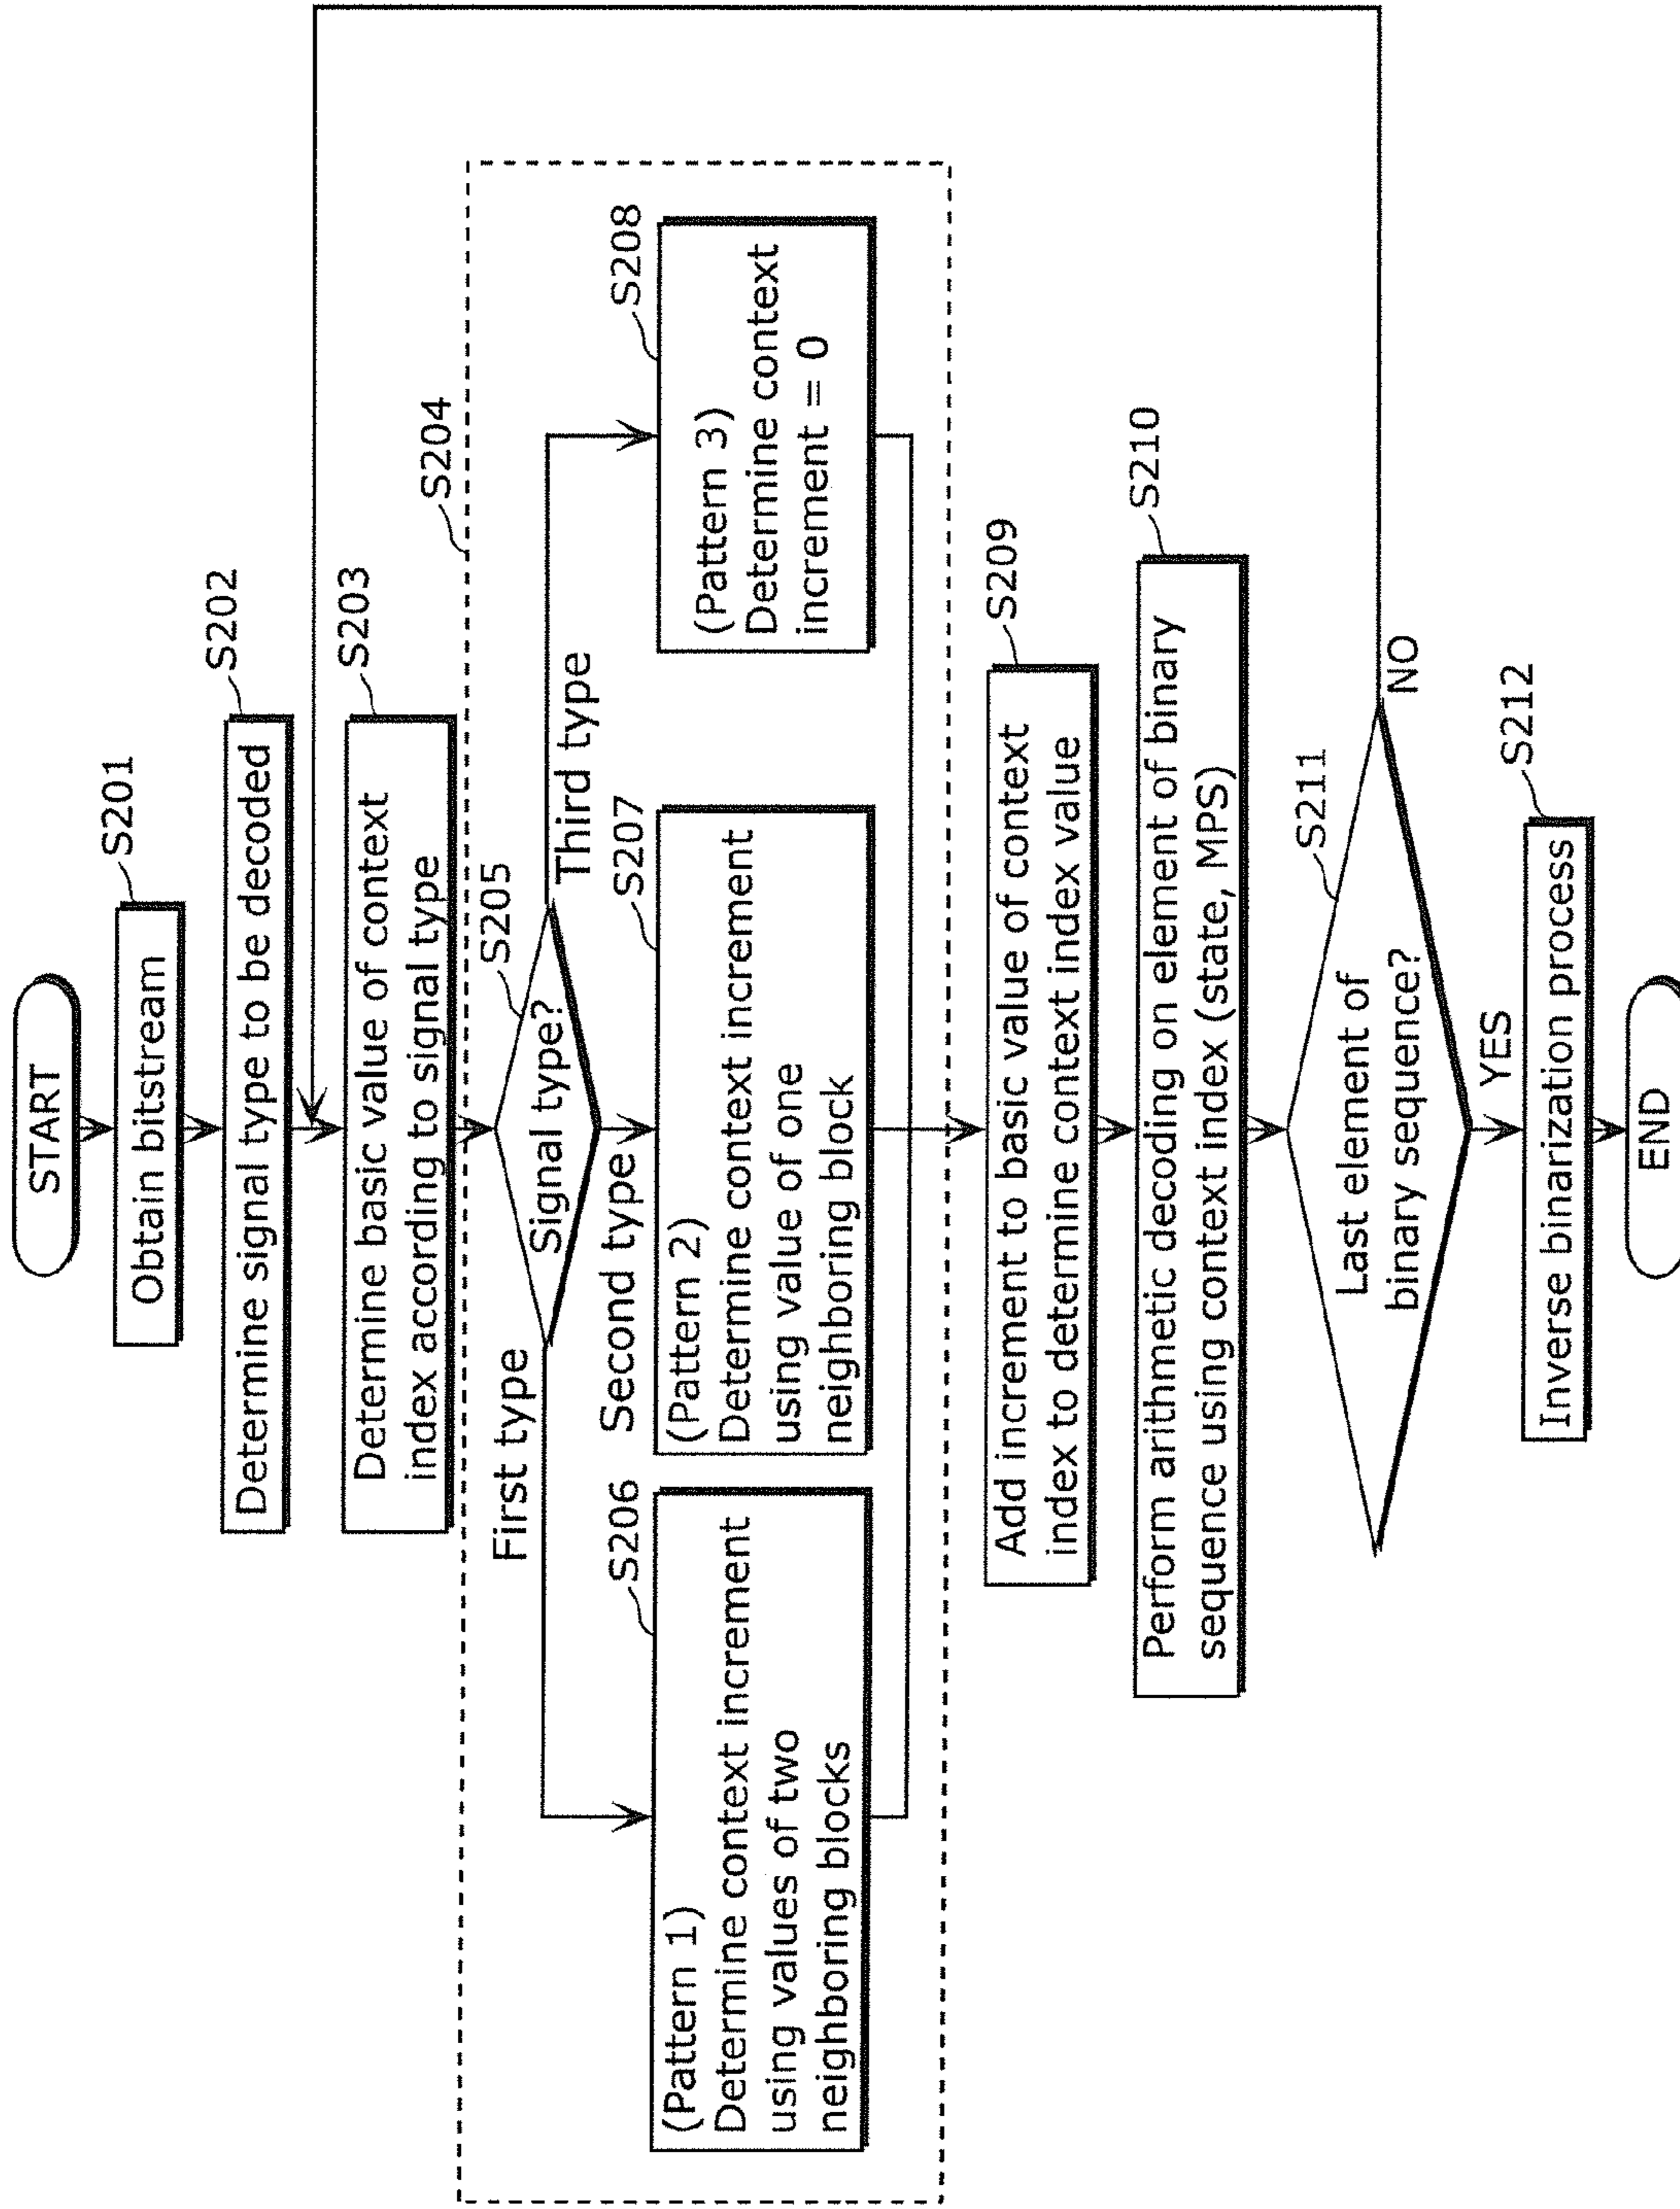 START
S201
Obtain bitstream
S202
Determine signal type to be decoded
S203
Determine basic value of context
index according to signal type
S204
S205
Signal type?
First type
Second type
Third type
S206
(Pattern 1)
Determine context increment
using values of two
neighboring blocks
S207
(Pattern 2)
Determine context increment
using value of one
neighboring block
S208
(Pattern 3)
Determine context
increment = 0
S209
Add increment to basic value of context
index to determine context index value
S210
Perform arithmetic decoding on element of binary
sequence using context index (state, MPS)
S211
Last element of
binary sequence?
NO
YES
S212
Inverse binarization process
END